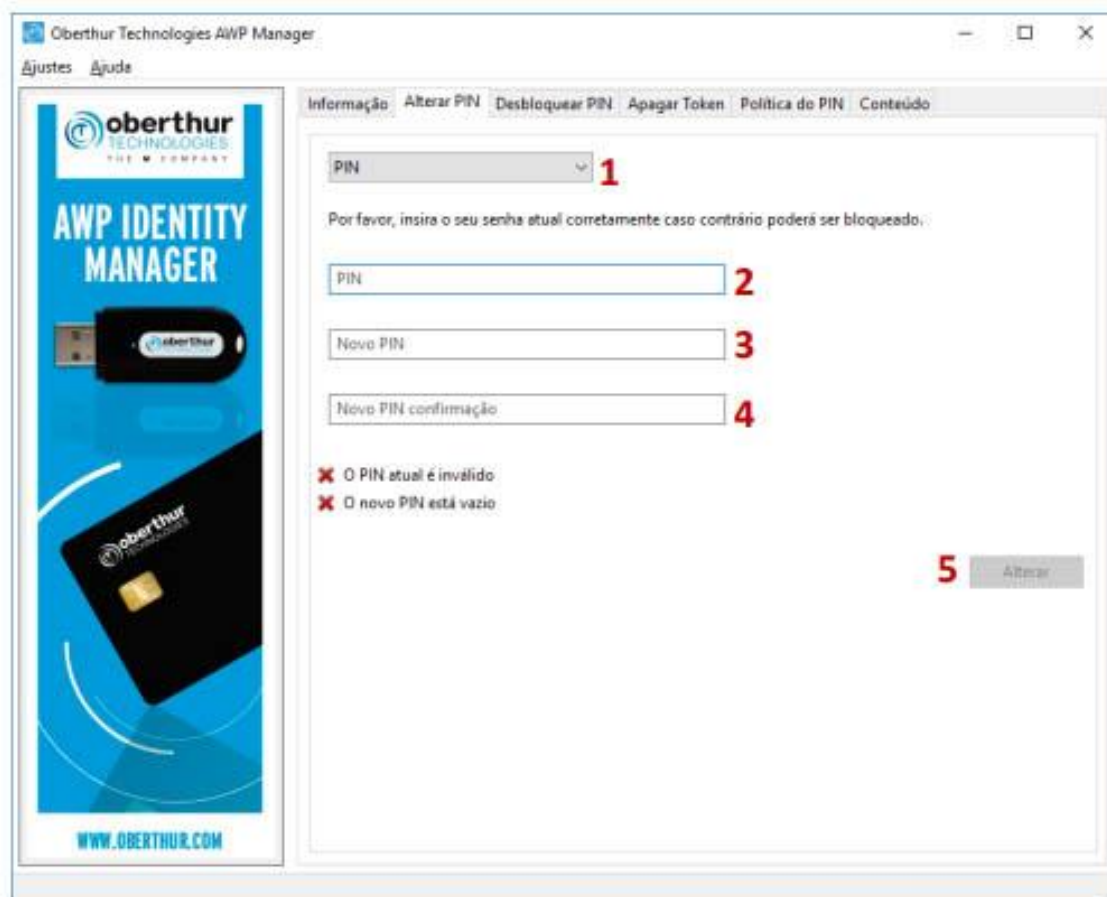 Oberthur Technologies AWP Manager
Ajustes Ajuda
oberthur
TECHNOLOGIES
THE M COMPANY
AWP IDENTITY
MANAGER
oberthur
oberthur
TECHNOLOGIES
WWW.OBERTHUR.COM
Informação Alterar PIN Desbloquear PIN Apagar Token Política do PIN Conteúdo
PIN 1
Por favor, insira o seu senha atual corretamente caso contrário poderá ser bloqueado.
PIN 2
Novo PIN 3
Novo PIN confirmação 4
O PIN atual é inválido
O novo PIN está vazio
5 Alterar